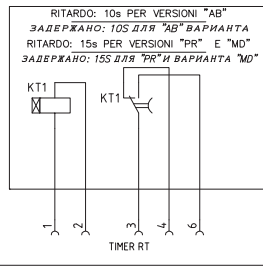 RITARDO: 10s PER VERSIONI "AB"
ЗАДЕРЖАНО: 10S ДЛЯ "AB" ВАРИАНТА
RITARDO: 15s PER VERSIONI "PR" E "MD"
ЗАДЕРЖАНО: 15S ДЛЯ "PR" И ВАРИАНТА "MD"
KT1
KT1
1 2 3 4 6
TIMER RT